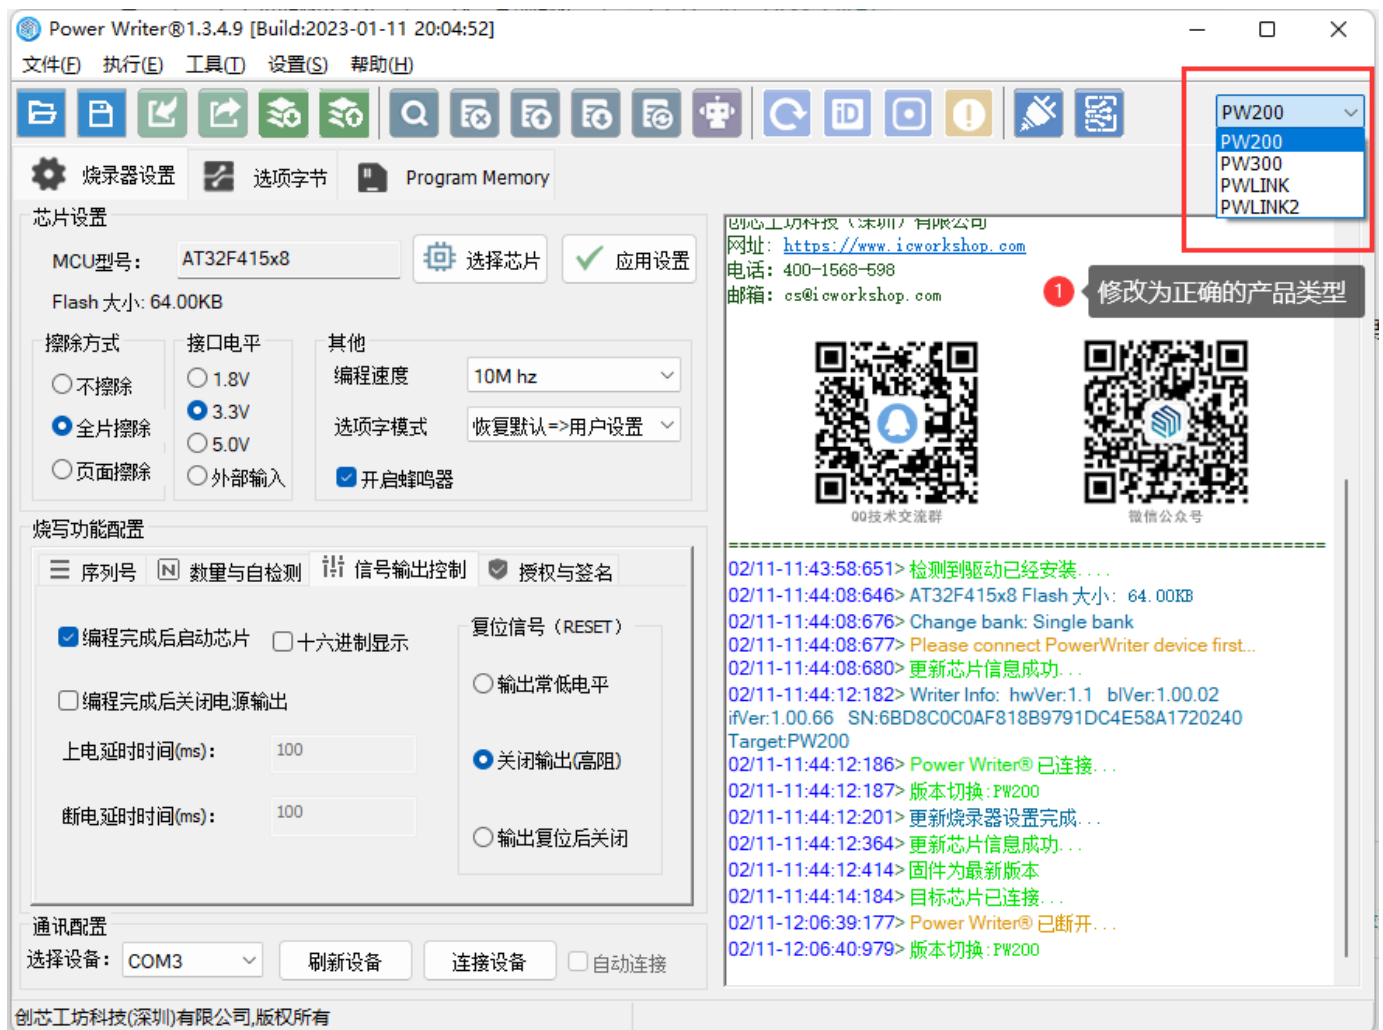 Power Writer®1.3.4.9 [Build:2023-01-11 20:04:52]
文件(F) 执行(E) 工具(T) 设置(S) 帮助(H)
PW200
PW200
PW300
PWLINK
PWLINK2
烧录器设置 选项字节 Program Memory
芯片设置
MCU型号： AT32F415x8 选择芯片 应用设置
Flash 大小: 64.00KB
擦除方式
不擦除
全片擦除
页面擦除
接口电平
1.8V
3.3V
5.0V
外部输入
其他
编程速度 10M hz
选项字模式 恢复默认=>用户设置
开启蜂鸣器
烧写功能配置
序列号 数量与自检测 信号输出控制 授权与签名
编程完成后启动芯片 十六进制显示
编程完成后关闭电源输出
上电延时时间(ms)： 100
断电延时时间(ms)： 100
复位信号（RESET）
输出常低电平
关闭输出(高阻)
输出复位后关闭
通讯配置
选择设备： COM3 刷新设备 连接设备 自动连接
创芯工坊科技(深圳)有限公司,版权所有
创芯工坊科技（深圳）有限公司
网址：https://www.icworkshop.com
电话：400-1568-598
邮箱：cs@icworkshop.com
1 修改为正确的产品类型
QQ技术交流群 微信公众号
=======================================================
02/11-11:43:58:651> 检测到驱动已经安装....
02/11-11:44:08:646> AT32F415x8 Flash 大小: 64.00KB
02/11-11:44:08:676> Change bank: Single bank
02/11-11:44:08:677> Please connect PowerWriter device first...
02/11-11:44:08:680> 更新芯片信息成功...
02/11-11:44:12:182> Writer Info: hwVer:1.1 blVer:1.00.02
ifVer:1.00.66 SN:6BD8C0C0AF818B9791DC4E58A1720240
Target:PW200
02/11-11:44:12:186> Power Writer® 已连接...
02/11-11:44:12:187> 版本切换:PW200
02/11-11:44:12:201> 更新烧录器设置完成...
02/11-11:44:12:364> 更新芯片信息成功...
02/11-11:44:12:414> 固件为最新版本
02/11-11:44:14:184> 目标芯片已连接...
02/11-12:06:39:177> Power Writer® 已断开...
02/11-12:06:40:979> 版本切换:PW200